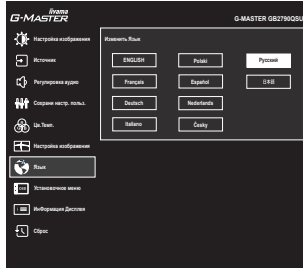 iiyama
G-MASTER
G-MASTER GB2790QSU
Настройка изображения
Источник
Регулировка аудио
Сохрани настр. польз.
Цв.Темп.
Настройка изображения
Язык
Установочное меню
ИнФормация Дисплея
Сброс
Изменить Язык
ENGLISH
Polski
Русский
Français
Español
日本語
Deutsch
Nederlands
Italiano
Česky
OSD